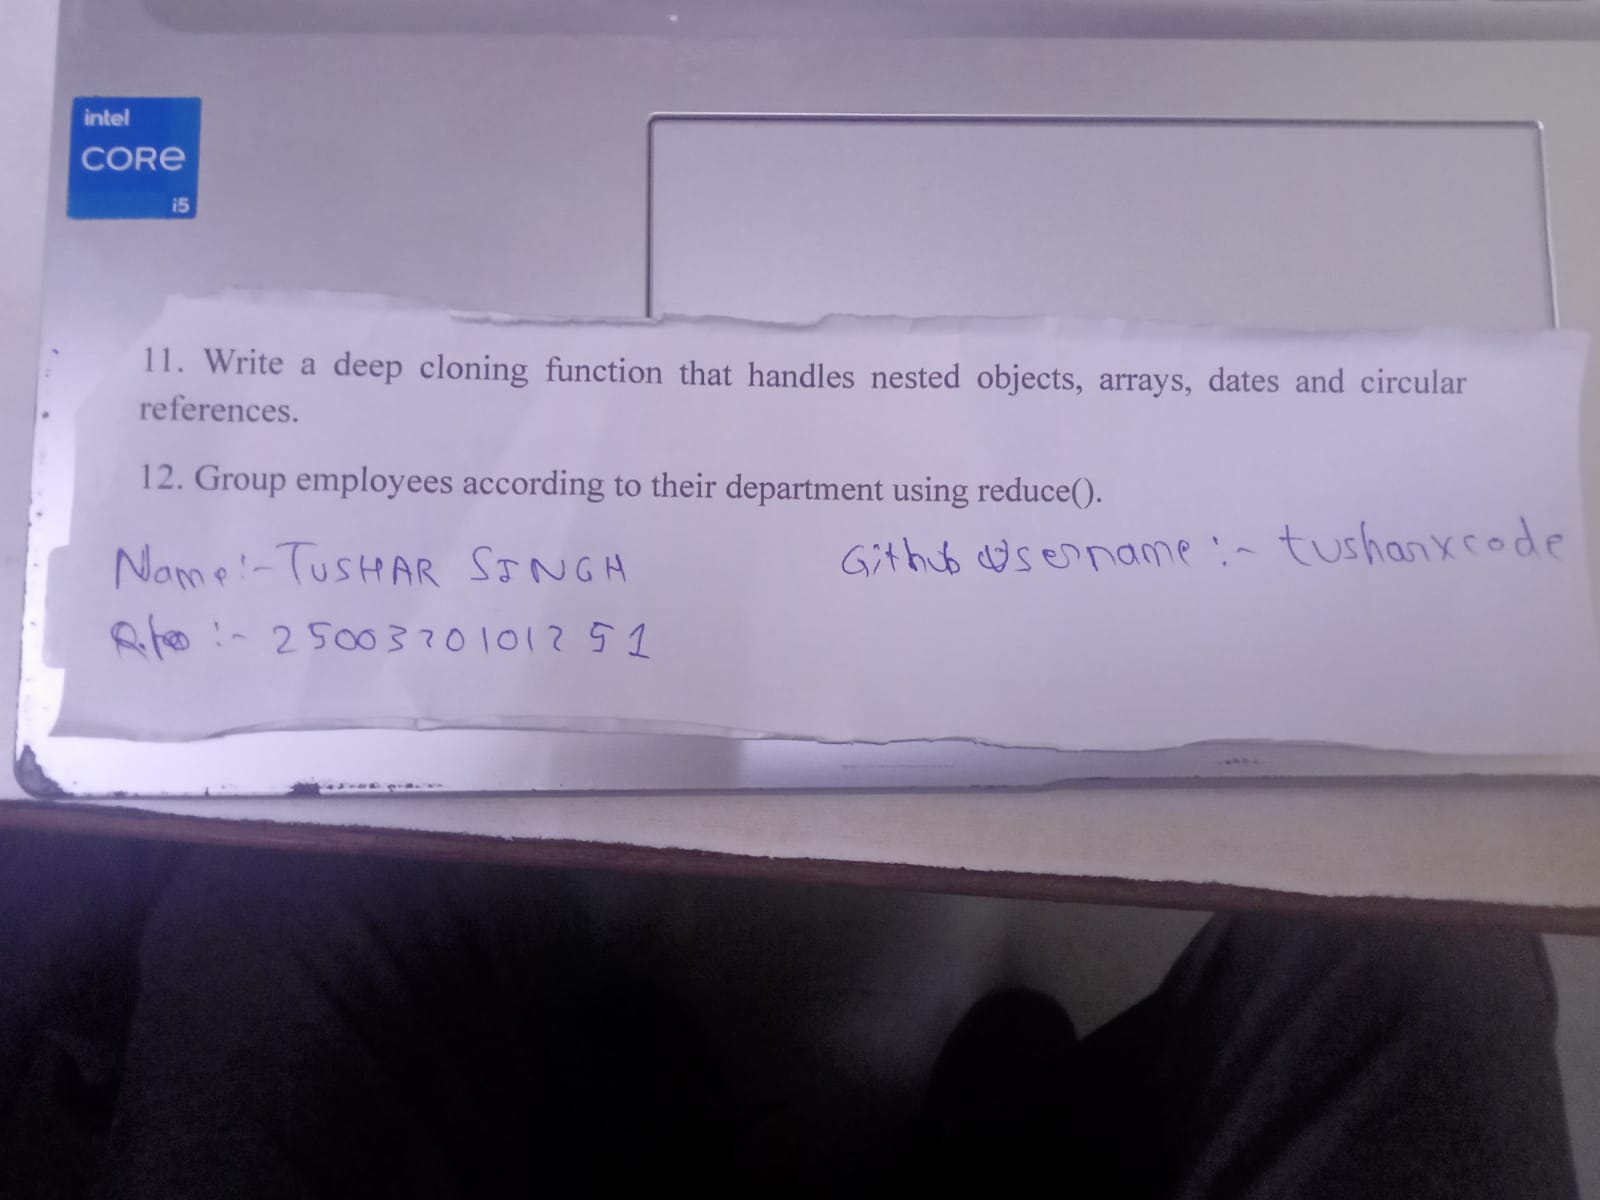 intel
CORe
i5
11. Write a deep cloning function that handles nested objects, arrays, dates and circular
references.
12. Group employees according to their department using reduce().
Name:- TUSHAR SINGH
Github Username:- tusharxcode
:- 2500320101251